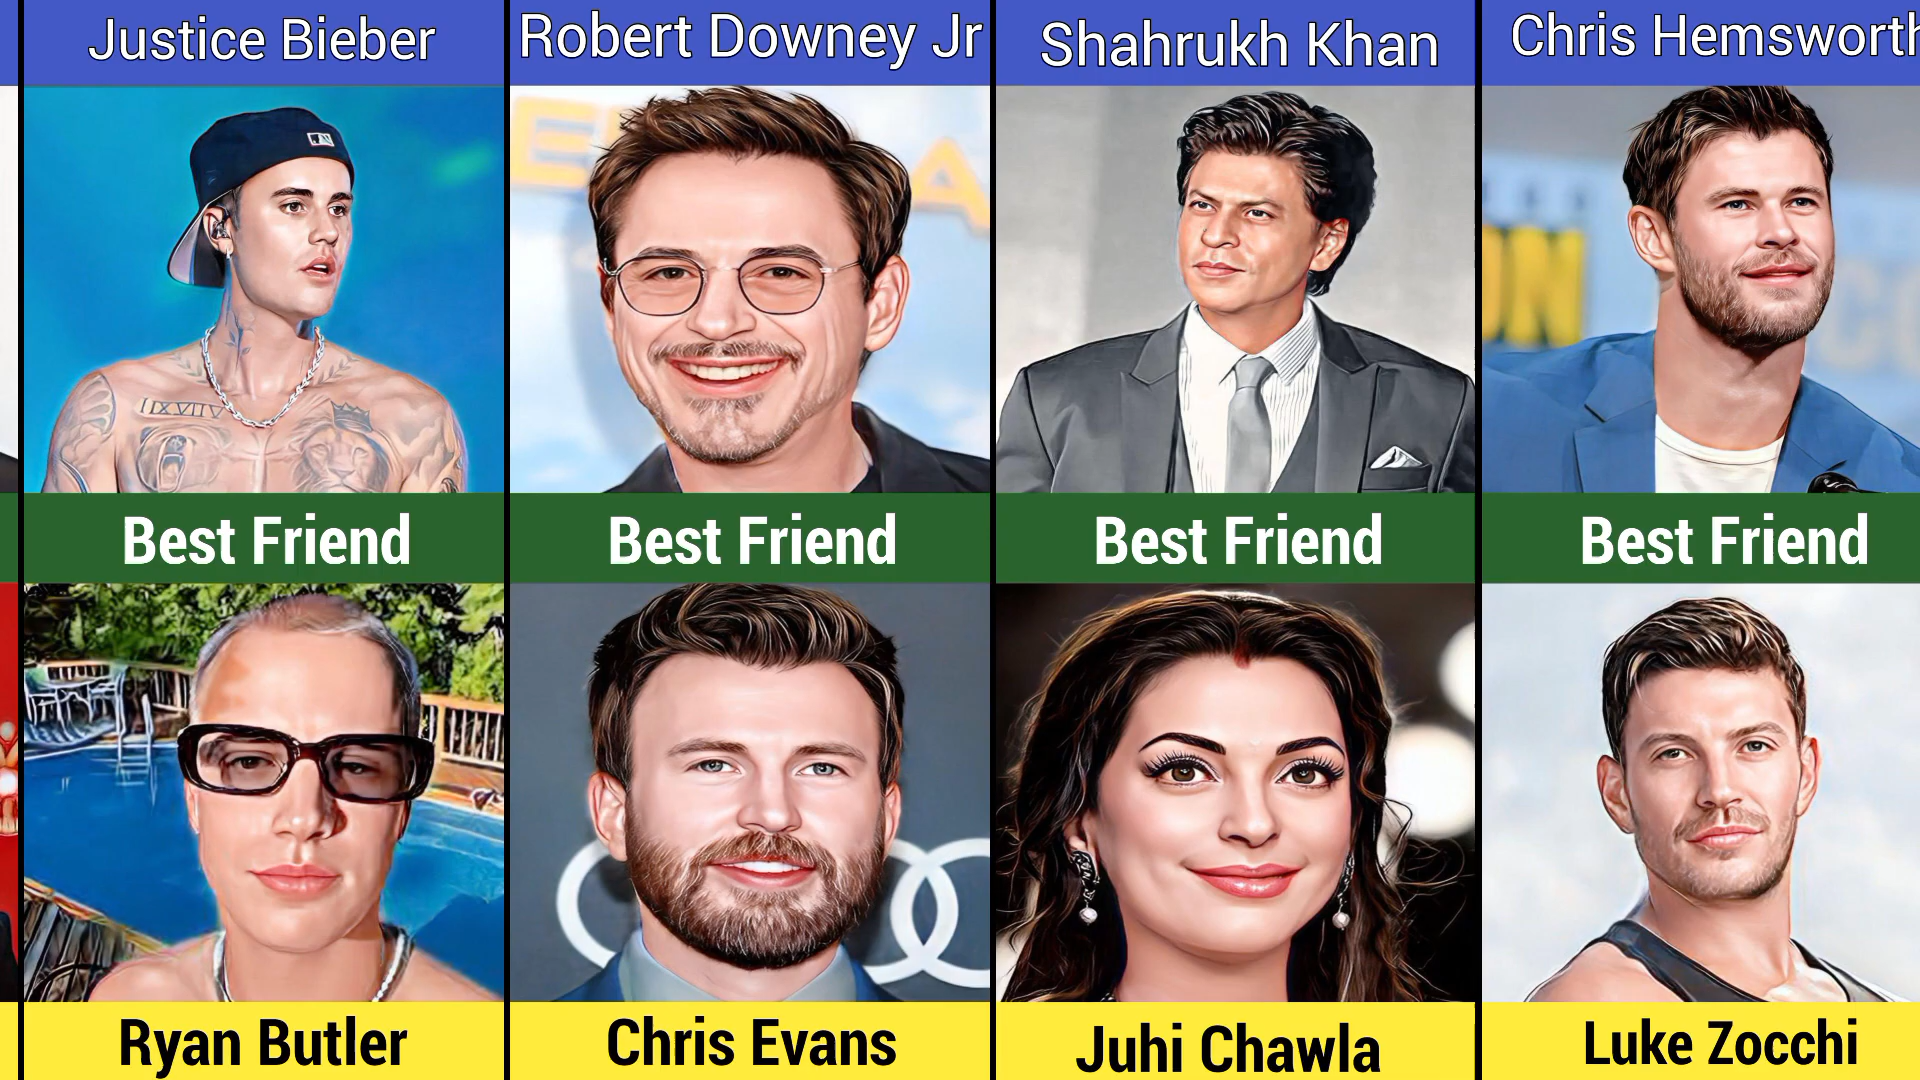 Justice Bieber
Robert Downey Jr
Shahrukh Khan
Chris Hemsworth
Best Friend
Best Friend
Best Friend
Best Friend
Ryan Butler
Chris Evans
Juhi Chawla
Luke Zocchi